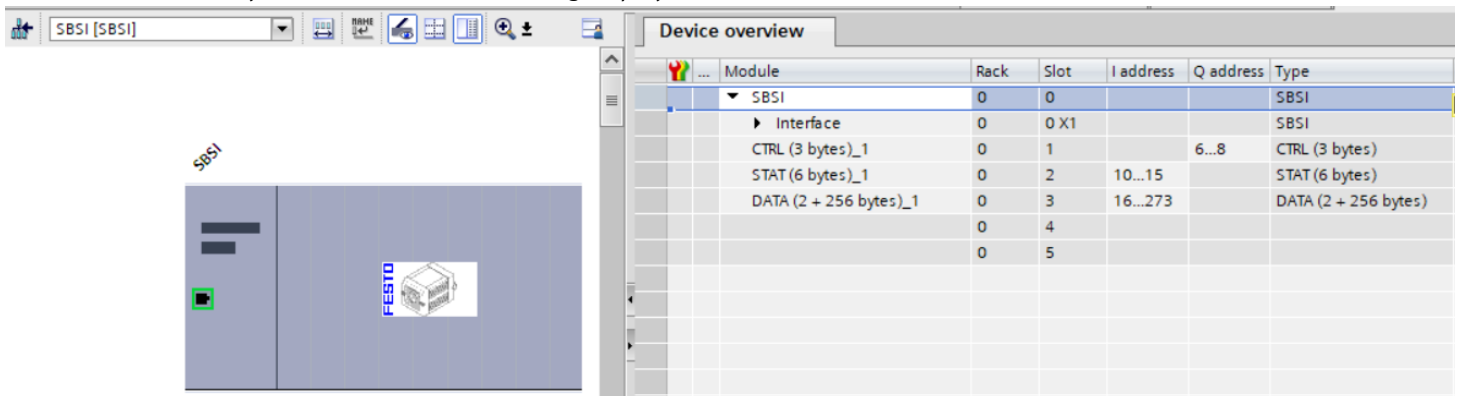 SBSI [SBSI]
NAME
Device overview
... Module Rack Slot I address Q address Type
SBSI 0 0 SBSI
Interface 0 0 X1 SBSI
CTRL (3 bytes)_1 0 1 6...8 CTRL (3 bytes)
STAT (6 bytes)_1 0 2 10...15 STAT (6 bytes)
DATA (2 + 256 bytes)_1 0 3 16...273 DATA (2 + 256 bytes)
0 4
0 5
SBSI
FESTO